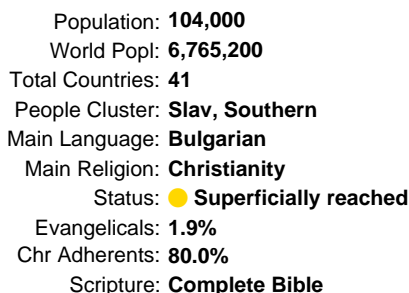 Population: 104,000
World Popl: 6,765,200
Total Countries: 41
People Cluster: Slav, Southern
Main Language: Bulgarian
Main Religion: Christianity
Status: Superficially reached
Evangelicals: 1.9%
Chr Adherents: 80.0%
Scripture: Complete Bible